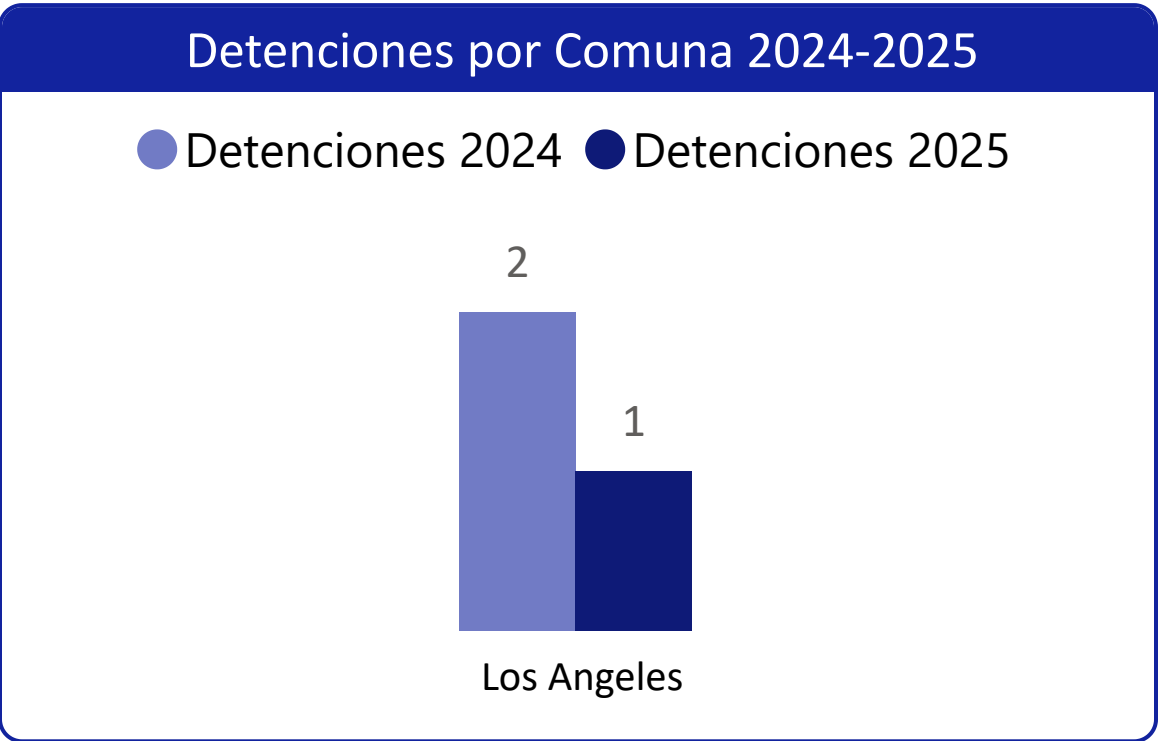 Detenciones por Comuna 2024-2025
Detenciones 2024 Detenciones 2025
2
1
Los Angeles